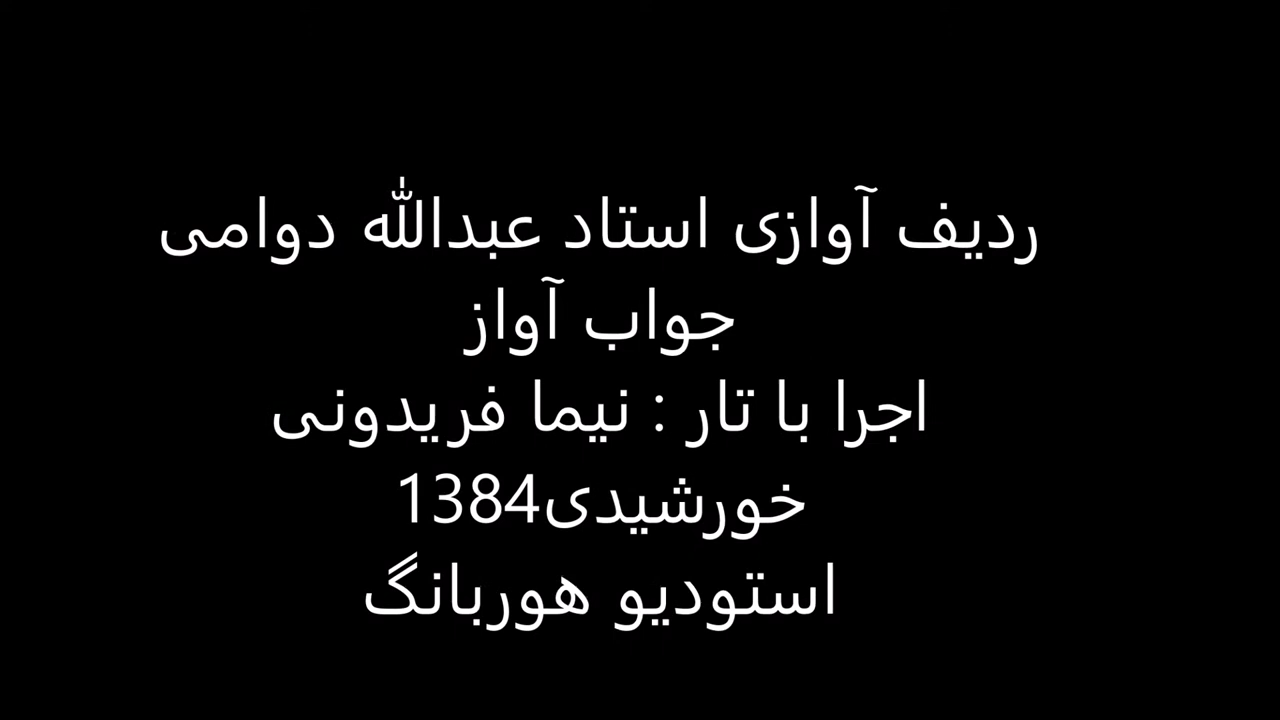 ردیف آوازی استاد عبدالله دوامی
جواب آواز
اجرا با تار : نیما فریدونی
خورشیدی1384
استودیو هوربانگ